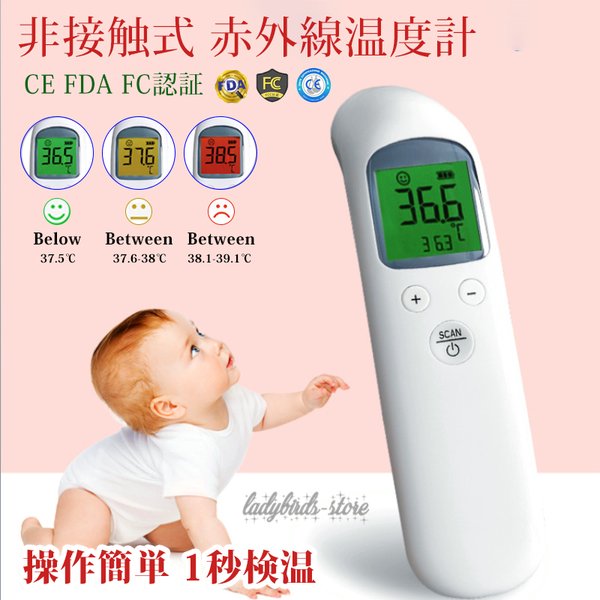 非接触式 赤外線温度計
CE FDA FC認証
FDA
FC
CE
36.5
℃
37.6
℃
38.5
℃
Below
37.5℃
Between
37.6-38℃
Between
38.1-39.1℃
36.6
℃
36.3
+
-
SCAN
ladybirds-store
操作簡単 1秒検温